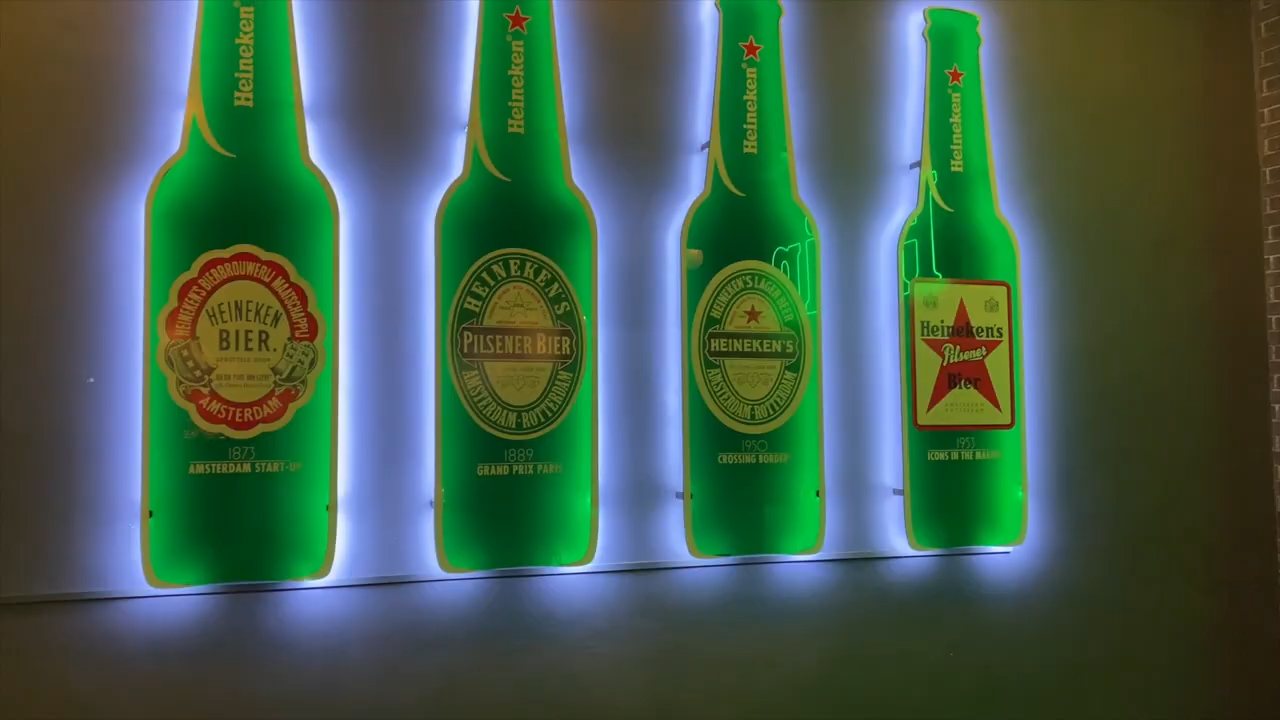 Heineken®
HEINEKEN'S BIERBROUWERIJ MAATSCHAPPIJ
HEINEKEN
BIER.
AMSTERDAM
1873
AMSTERDAM START-UP
Heineken®
HEINEKEN'S
PILSENER BIER
AMSTERDAM·ROTTERDAM
1889
GRAND PRIX PARIS
Heineken®
HEINEKEN'S LAGER BEER
HEINEKEN'S
AMSTERDAM·ROTTERDAM
1950
CROSSING BORDERS
Heineken®
Heineken's
Pilsener
Bier
1953
ICONS IN THE MAKING